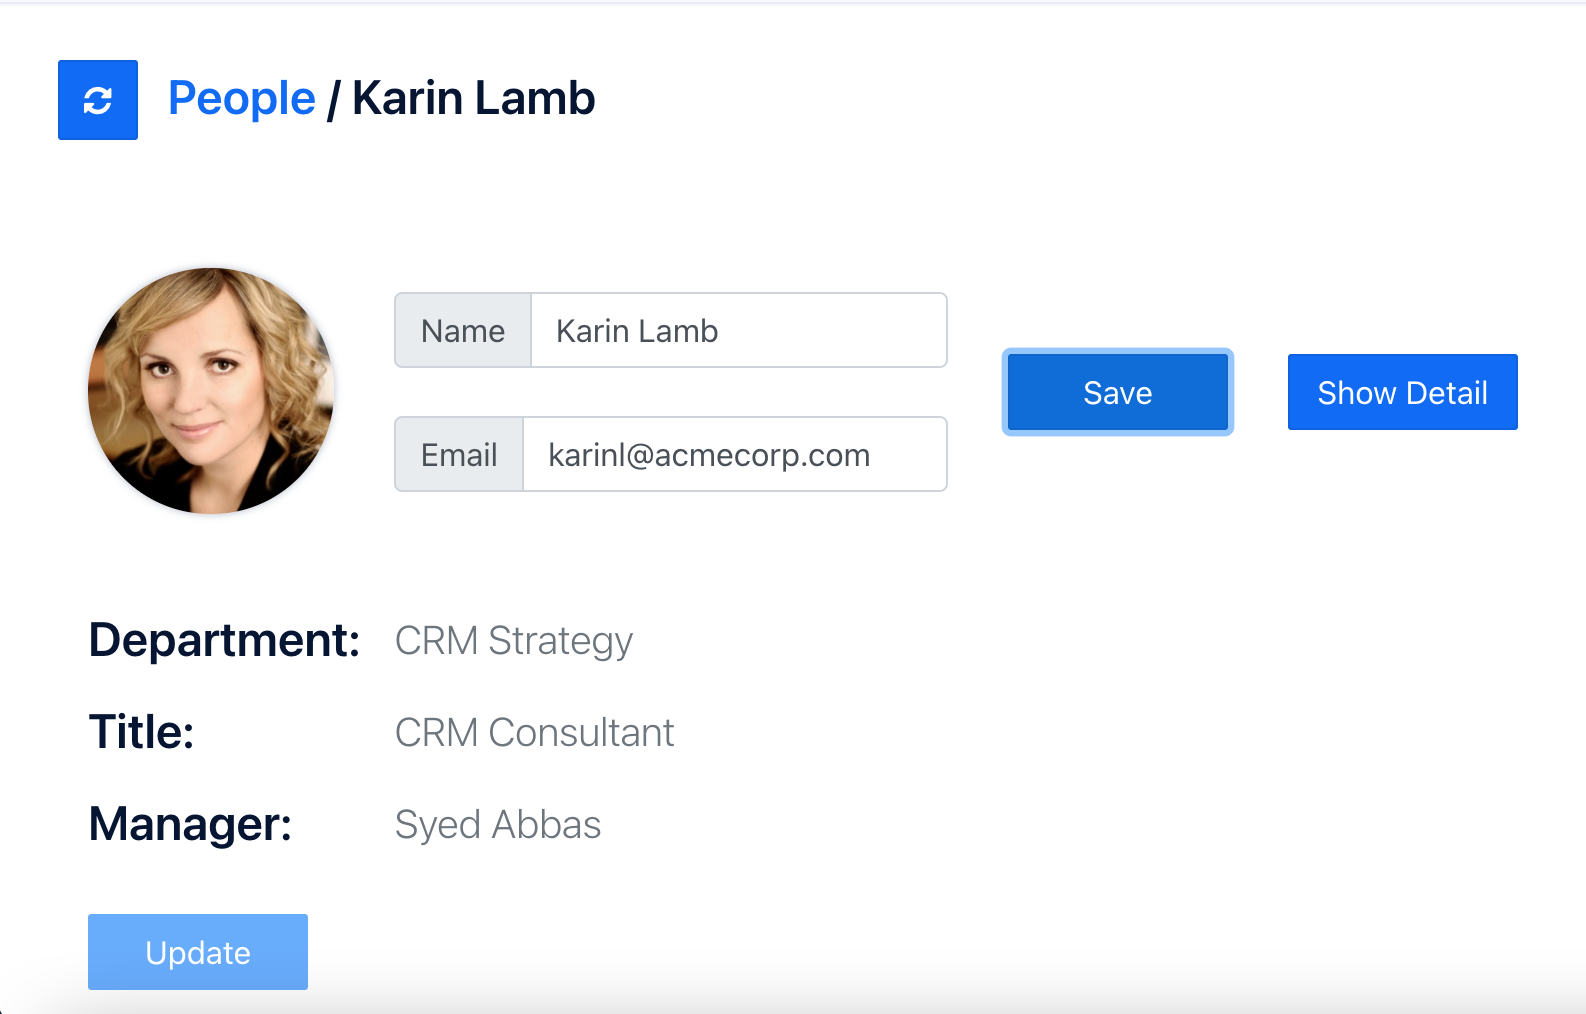 People / Karin Lamb
Name Karin Lamb
Email karinl@acmecorp.com
Save
Show Detail
Department: CRM Strategy
Title: CRM Consultant
Manager: Syed Abbas
Update